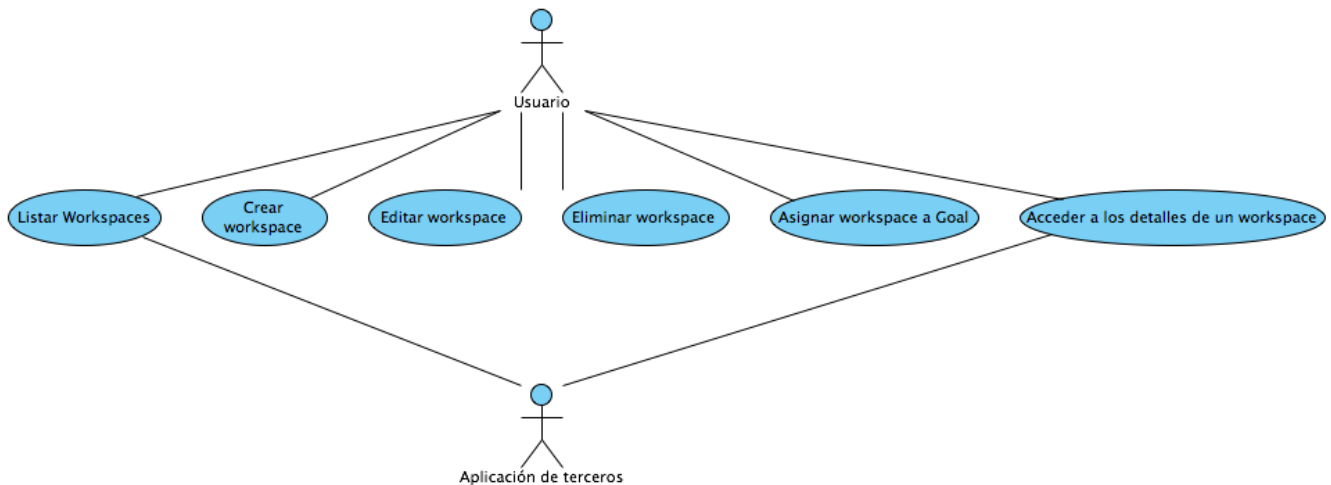 Usuario
Listar Workspaces
Crear
workspace
Editar workspace
Eliminar workspace
Asignar workspace a Goal
Acceder a los detalles de un workspace
Aplicación de terceros